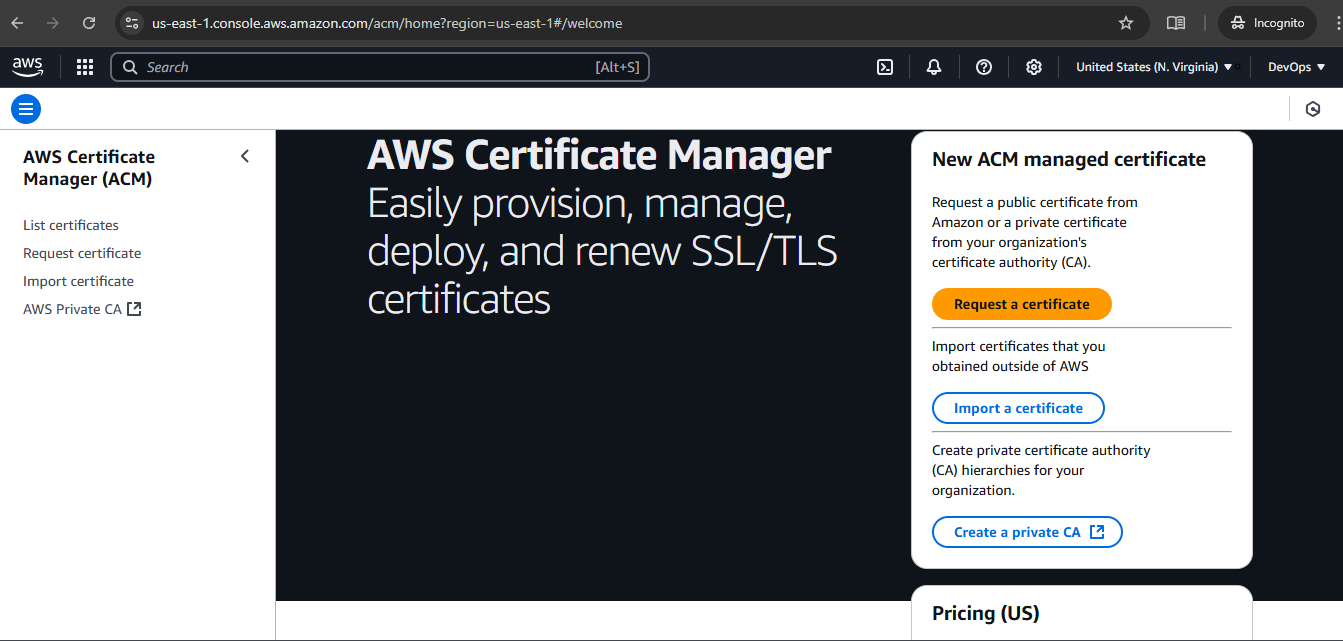 us-east-1.console.aws.amazon.com/acm/home?region=us-east-1#/welcome
Incognito
aws
Search
[Alt+S]
United States (N. Virginia)
DevOps
AWS Certificate
Manager (ACM)
List certificates
Request certificate
Import certificate
AWS Private CA
AWS Certificate Manager
Easily provision, manage,
deploy, and renew SSL/TLS
certificates
New ACM managed certificate
Request a public certificate from
Amazon or a private certificate
from your organization's
certificate authority (CA).
Request a certificate
Import certificates that you
obtained outside of AWS
Import a certificate
Create private certificate authority
(CA) hierarchies for your
organization.
Create a private CA
Pricing (US)